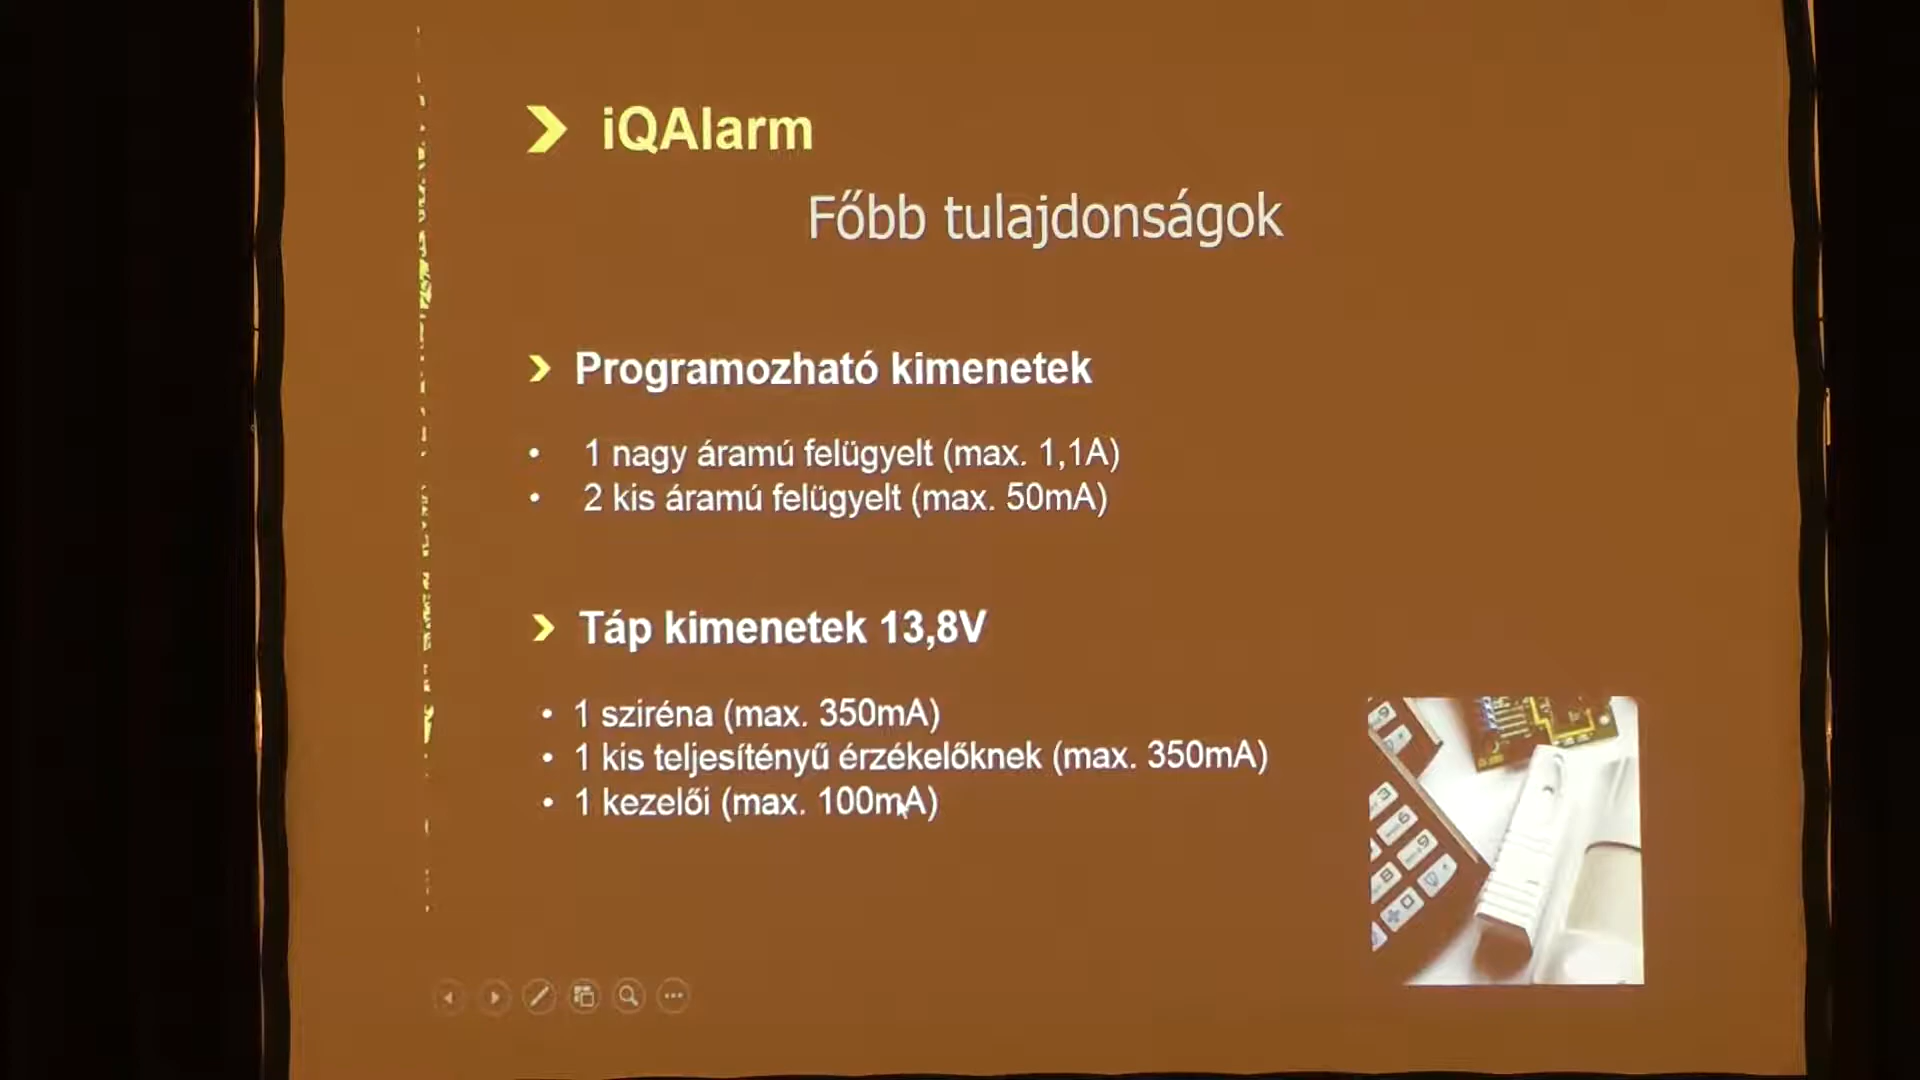 iQAlarm
Főbb tulajdonságok
Programozható kimenetek
• 1 nagy áramú felügyelt (max. 1,1A)
• 2 kis áramú felügyelt (max. 50mA)
Táp kimenetek 13,8V
• 1 sziréna (max. 350mA)
• 1 kis teljesítényű érzékelőknek (max. 350mA)
• 1 kezelői (max. 100mA)